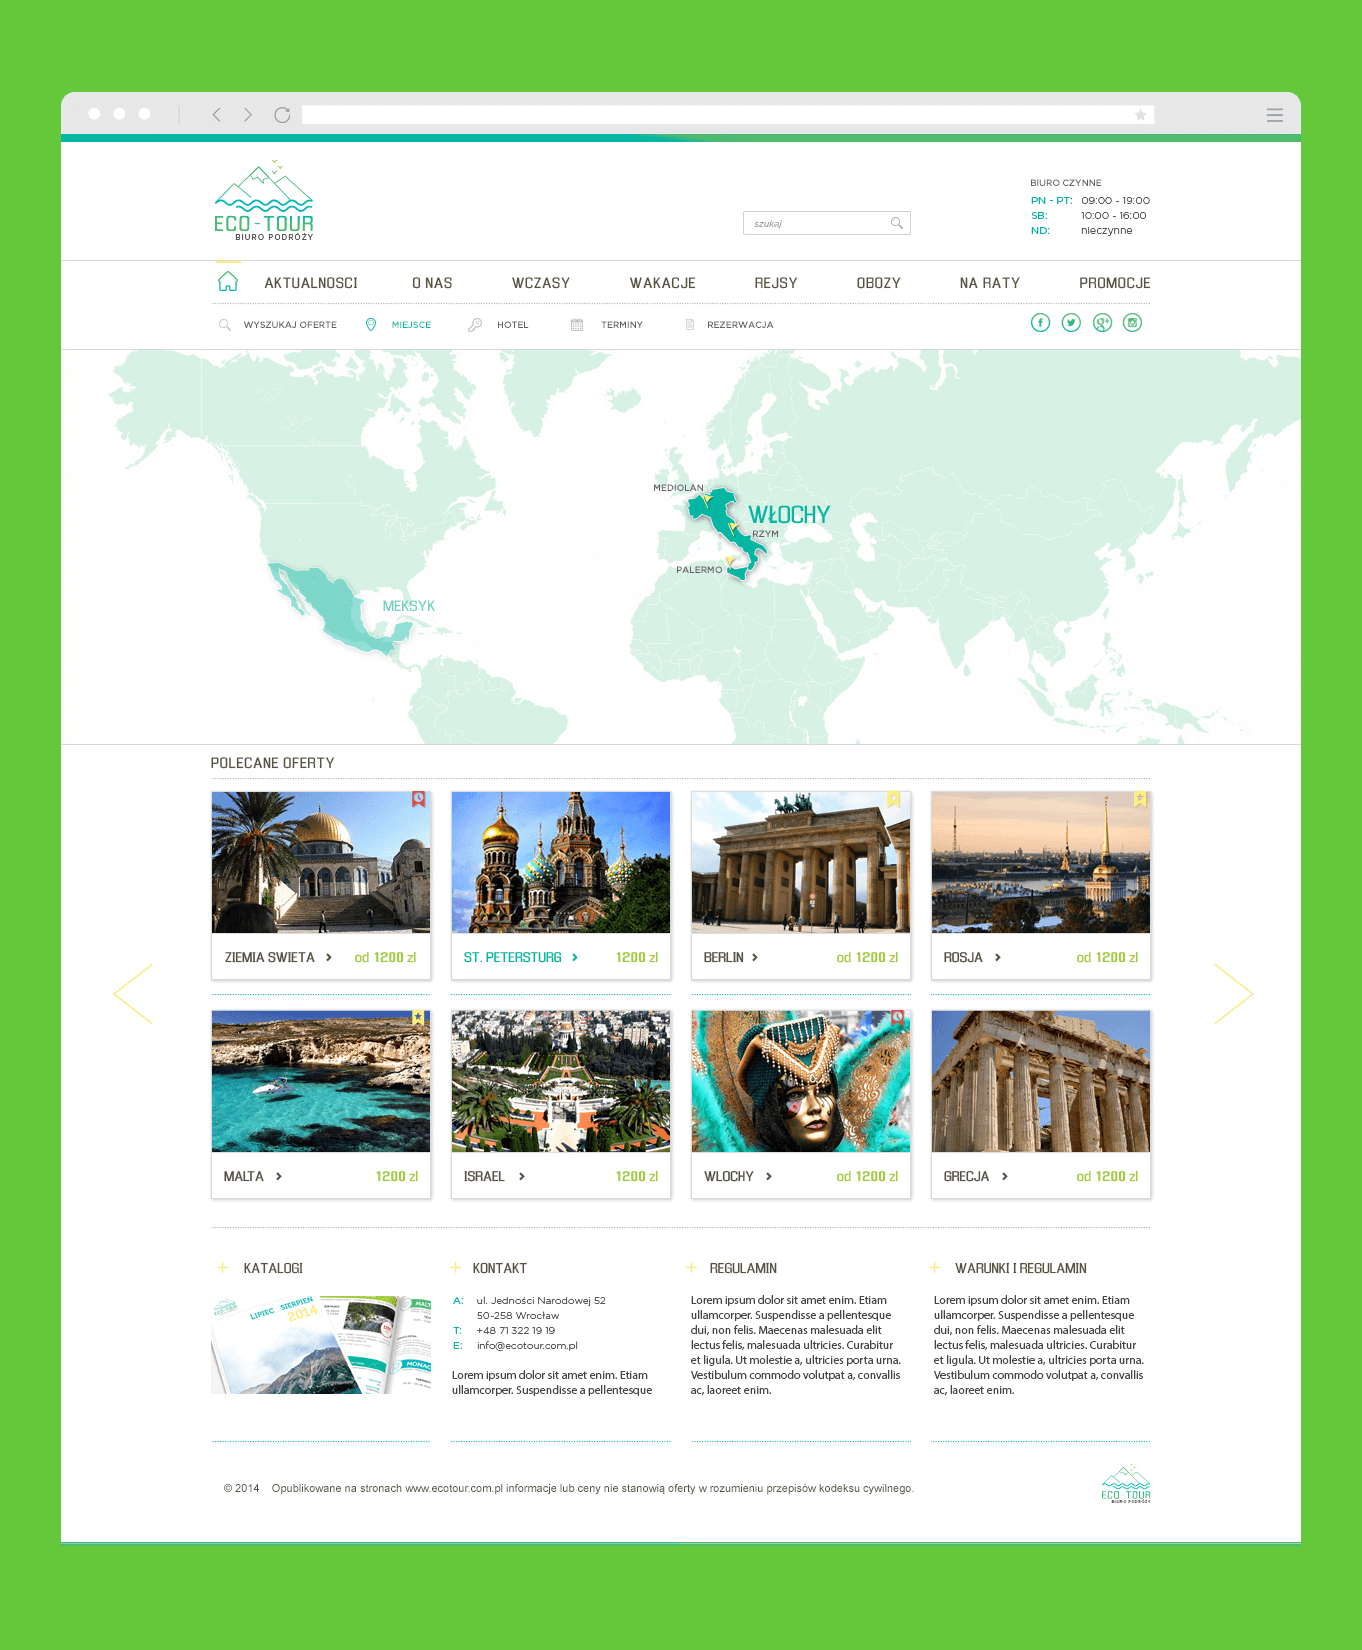 ECO-TOUR
BIURO PODRÓŻY
szukaj
BIURO CZYNNE
PN - PT: 09:00 - 19:00
SB: 10:00 - 16:00
ND: nieczynne
AKTUALNOSCI O NAS WCZASY WAKACJE REJSY OBOZY NA RATY PROMOCJE
WYSZUKAJ OFERTE MIEJSCE HOTEL TERMINY REZERWACJA
MEDIOLAN
WŁOCHY
RZYM
PALERMO
MEKSYK
POLECANE OFERTY
ZIEMIA SWIETA od 1200 zl
ST. PETERSTURG 1200 zl
BERLIN od 1200 zl
ROSJA od 1200 zl
MALTA 1200 zl
ISRAEL 1200 zl
WLOCHY od 1200 zl
GRECJA od 1200 zl
KATALOGI
LIPIEC SIERPIEŃ
2014
MALT
MONAC
KONTAKT
A: ul. Jedności Narodowej 52
50-258 Wrocław
T: +48 71 322 19 19
E: info@ecotour.com.pl
Lorem ipsum dolor sit amet enim. Etiam
ullamcorper. Suspendisse a pellentesque
REGULAMIN
Lorem ipsum dolor sit amet enim. Etiam
ullamcorper. Suspendisse a pellentesque
dui, non felis. Maecenas malesuada elit
lectus felis, malesuada ultricies. Curabitur
et ligula. Ut molestie a, ultricies porta urna.
Vestibulum commodo volutpat a, convallis
ac, laoreet enim.
WARUNKI I REGULAMIN
Lorem ipsum dolor sit amet enim. Etiam
ullamcorper. Suspendisse a pellentesque
dui, non felis. Maecenas malesuada elit
lectus felis, malesuada ultricies. Curabitur
et ligula. Ut molestie a, ultricies porta urna.
Vestibulum commodo volutpat a, convallis
ac, laoreet enim.
© 2014 Opublikowane na stronach www.ecotour.com.pl informacje lub ceny nie stanowią oferty w rozumieniu przepisów kodeksu cywilnego.
ECO-TOUR
BIURO PODRÓŻY